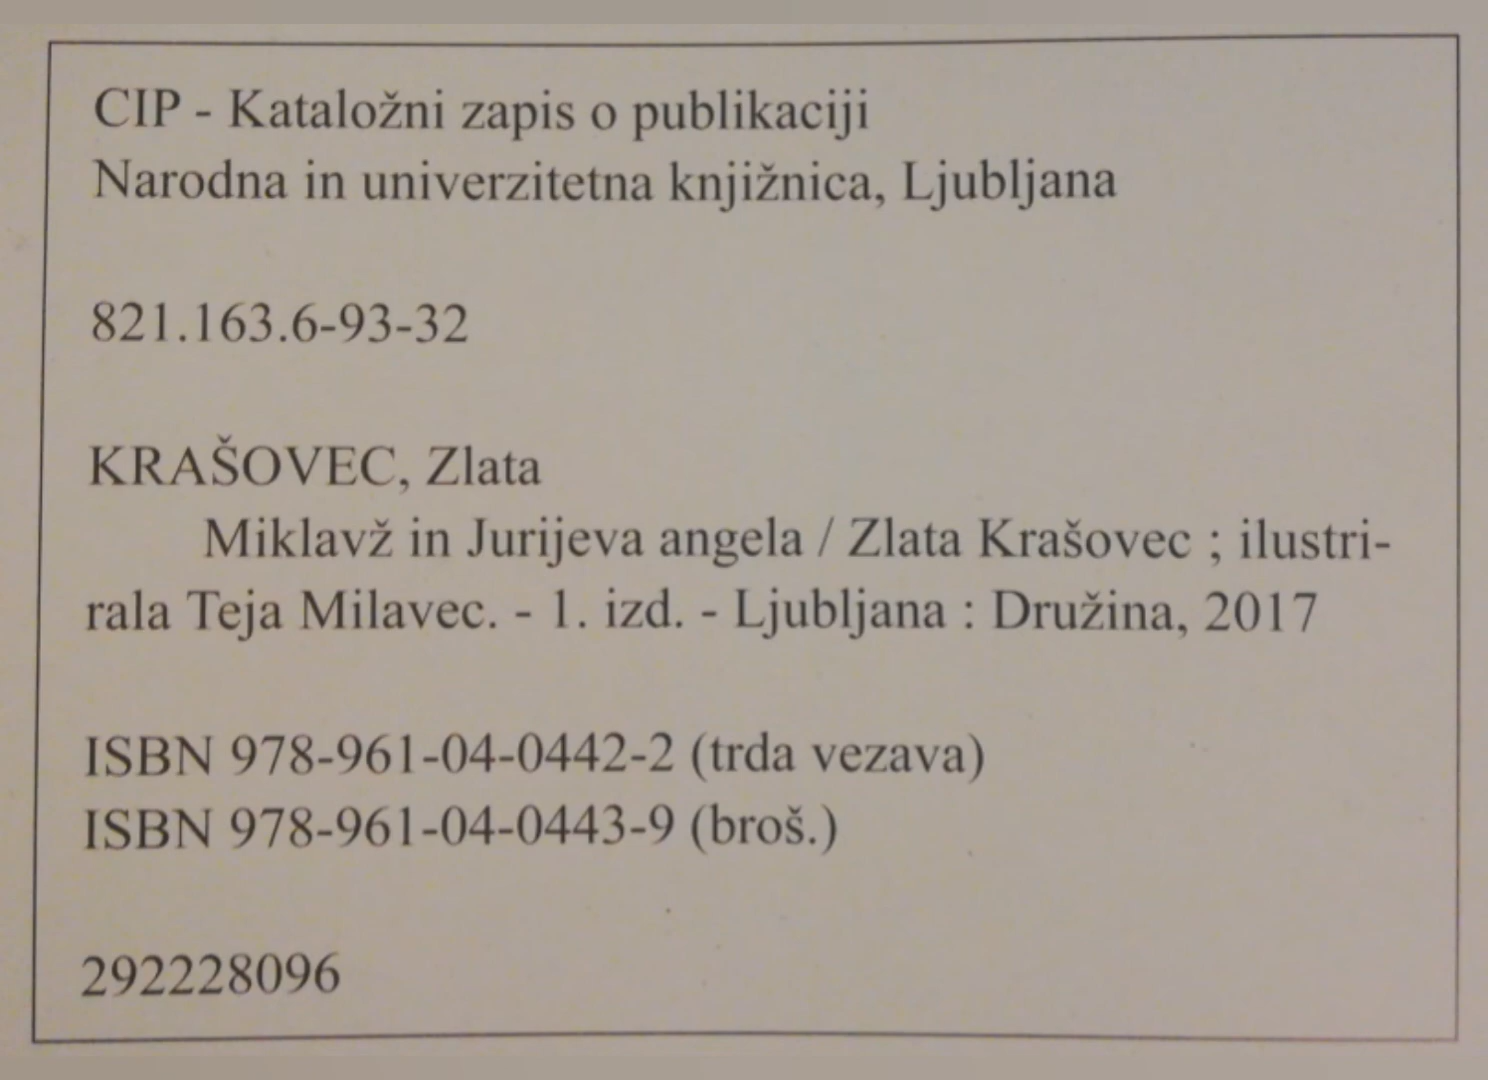 CIP - Kataložni zapis o publikaciji
Narodna in univerzitetna knjižnica, Ljubljana
821.163.6-93-32
KRAŠOVEC, Zlata
Miklavž in Jurijeva angela / Zlata Krašovec ; ilustri-
rala Teja Milavec. - 1. izd. - Ljubljana : Družina, 2017
ISBN 978-961-04-0442-2 (trda vezava)
ISBN 978-961-04-0443-9 (broš.)
292228096